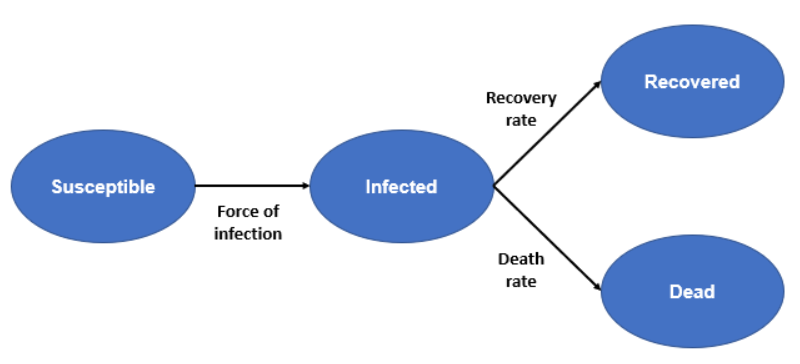 Susceptible
Force of
infection
Infected
Recovery
rate
Recovered
Death
rate
Dead